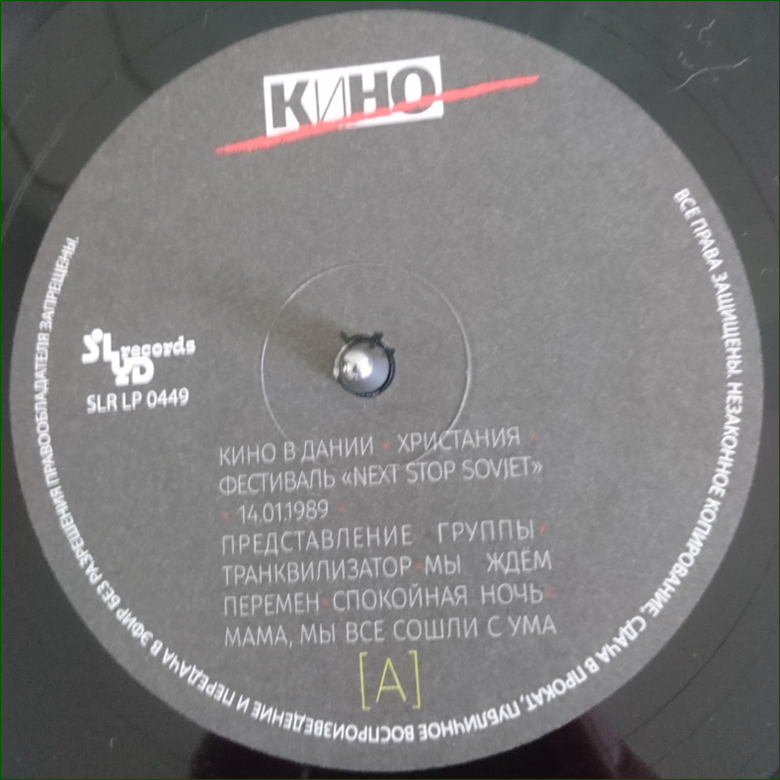 КИНО
SLYD records
SLR LP 0449
КИНО В ДАНИИ • ХРИСТАНИЯ •
ФЕСТИВАЛЬ «NEXT STOP SOVJET»
• 14.01.1989 •
ПРЕДСТАВЛЕНИЕ ГРУППЫ •
ТРАНКВИЛИЗАТОР • МЫ ЖДЁМ
ПЕРЕМЕН • СПОКОЙНАЯ НОЧЬ •
МАМА, МЫ ВСЕ СОШЛИ С УМА
[A]
ВСЕ ПРАВА ЗАЩИЩЕНЫ. НЕЗАКОННОЕ КОПИРОВАНИЕ, СДАЧА В ПРОКАТ, ПУБЛИЧНОЕ ВОСПРОИЗВЕДЕНИЕ И ПЕРЕДАЧА В ЭФИР БЕЗ РАЗРЕШЕНИЯ ПРАВООБЛАДАТЕЛЯ ЗАПРЕЩЕНЫ.